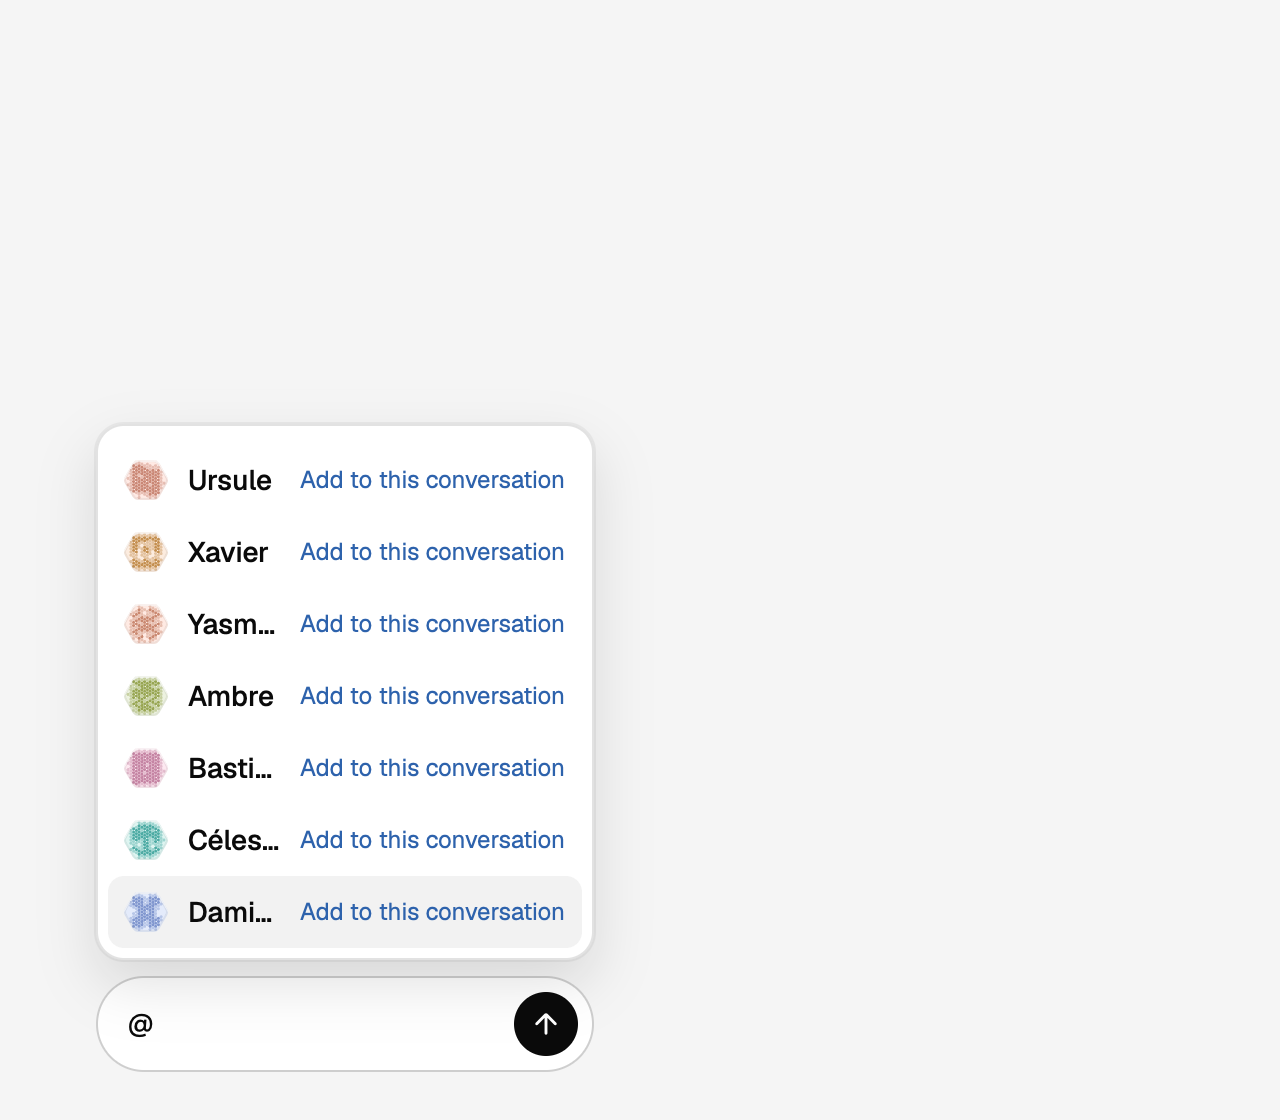 Ursule Add to this conversation
Xavier Add to this conversation
Yasm... Add to this conversation
Ambre Add to this conversation
Basti... Add to this conversation
Céles... Add to this conversation
Dami... Add to this conversation
@